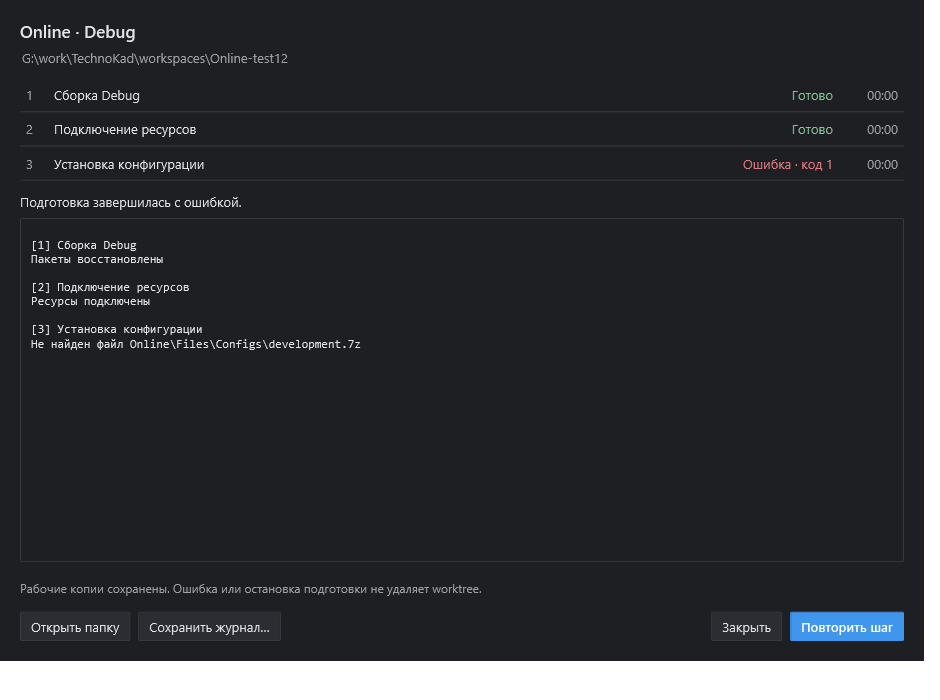 Online · Debug
G:\work\TechnoKad\workspaces\Online-test12
1 Сборка Debug Готово 00:00
2 Подключение ресурсов Готово 00:00
3 Установка конфигурации Ошибка · код 1 00:00
Подготовка завершилась с ошибкой.
[1] Сборка Debug
Пакеты восстановлены
[2] Подключение ресурсов
Ресурсы подключены
[3] Установка конфигурации
Не найден файл Online\Files\Configs\development.7z
Рабочие копии сохранены. Ошибка или остановка подготовки не удаляет worktree.
Открыть папку Сохранить журнал... Закрыть Повторить шаг